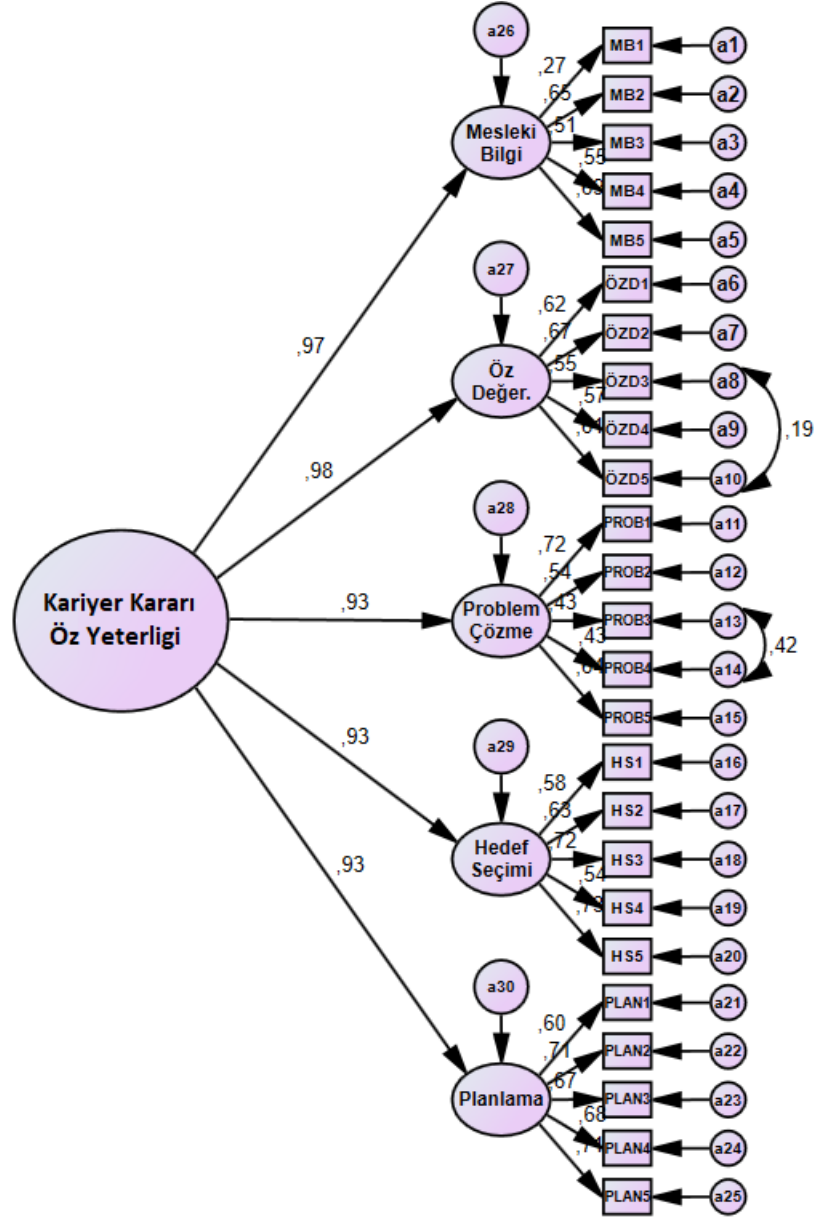 a26
Mesleki
Bilgi
,27
,65
,51
,55
MB1
MB2
MB3
MB4
MB5
a1
a2
a3
a4
a5
,97
a27
Öz
Değer.
,62
,67
,55
,57
ÖZD1
ÖZD2
ÖZD3
ÖZD4
ÖZD5
a6
a7
a8
a9
a10
,19
,98
a28
Problem
Çözme
,72
,54
,43
,43
PROB1
PROB2
PROB3
PROB4
PROB5
a11
a12
a13
a14
a15
,42
Kariyer Kararı
Öz Yeterligi
,93
a29
Hedef
Seçimi
,58
,63
,72
,54
HS1
HS2
HS3
HS4
HS5
a16
a17
a18
a19
a20
,93
a30
Planlama
,60
,71
,67
,68
PLAN1
PLAN2
PLAN3
PLAN4
PLAN5
a21
a22
a23
a24
a25
,93